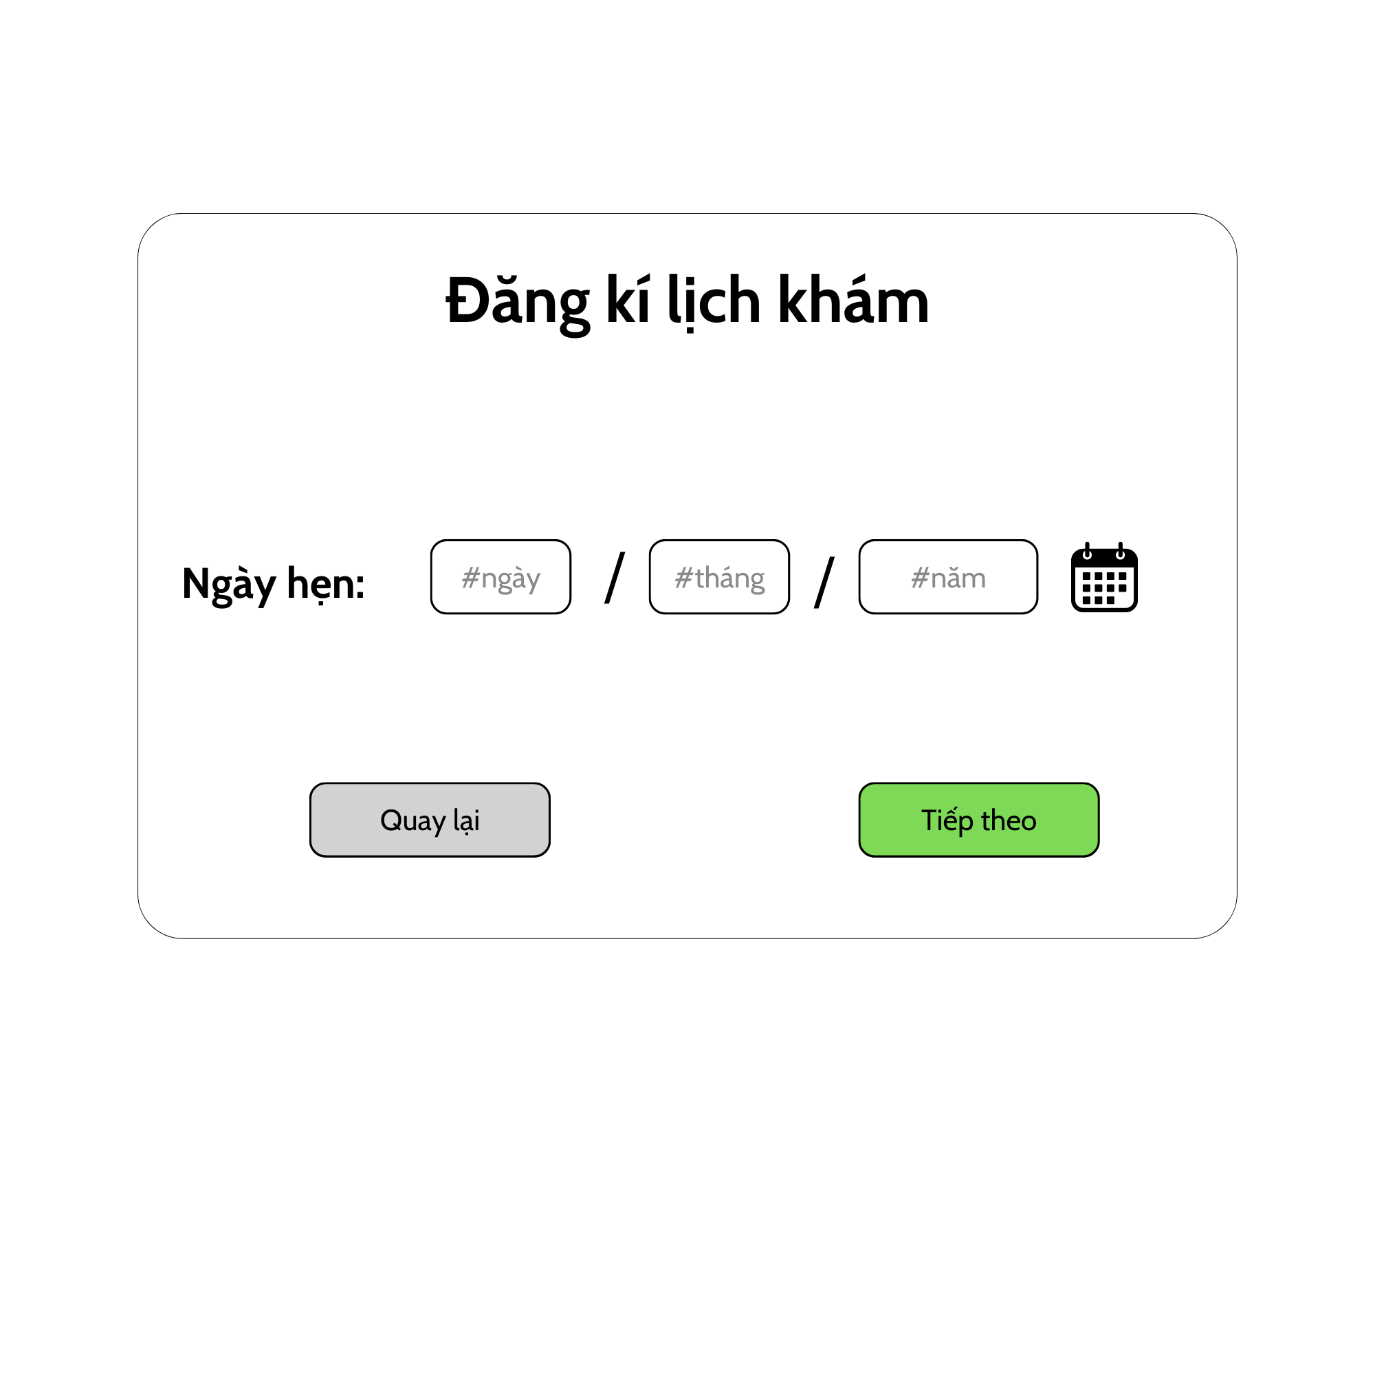 Đăng kí lịch khám
Ngày hẹn: #ngày / #tháng / #năm
Quay lại Tiếp theo